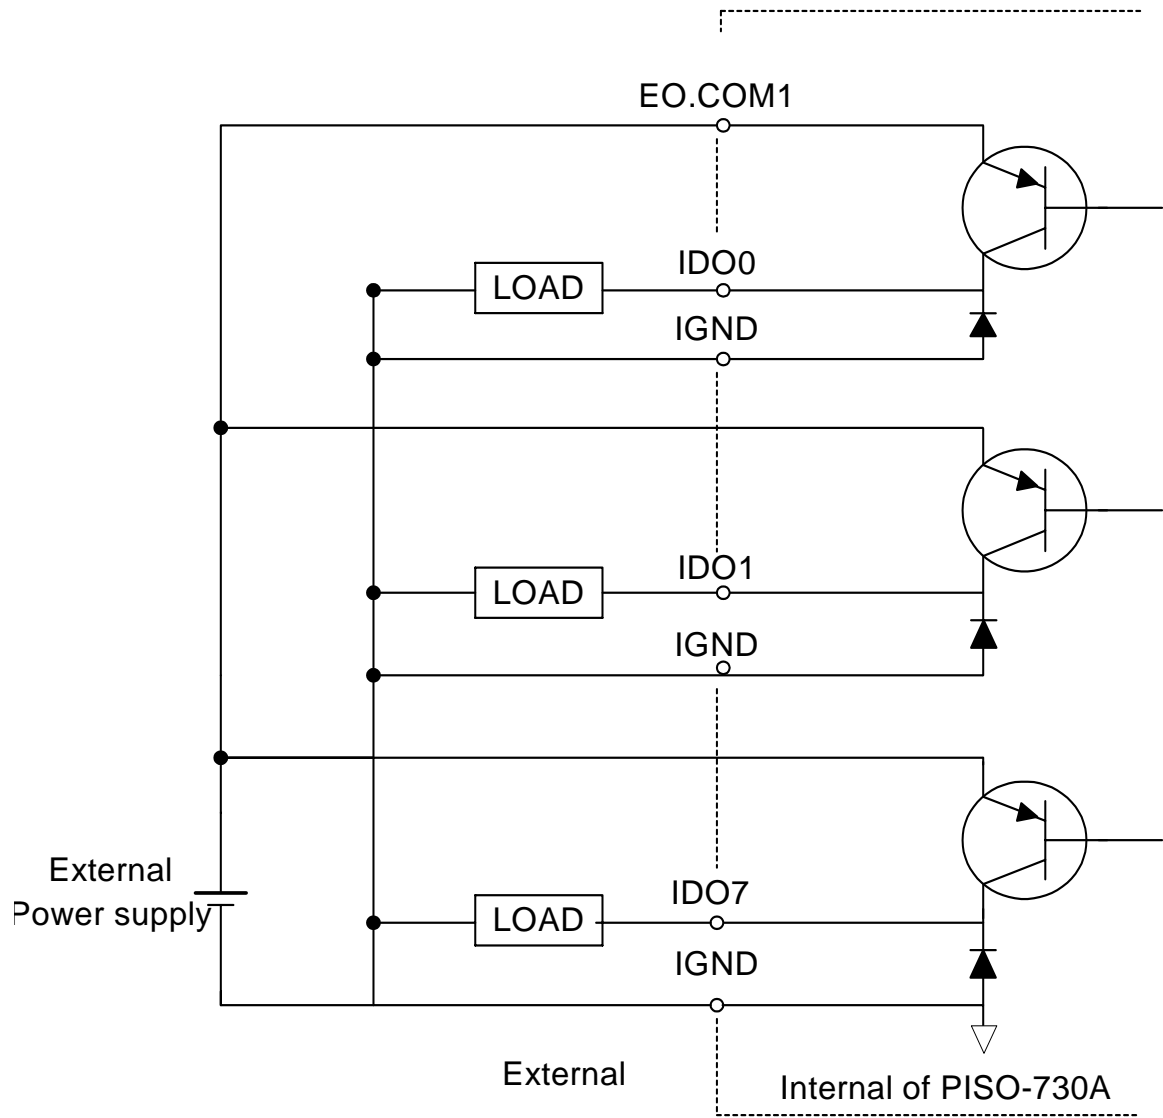 EO.COM1
IDO0
LOAD
IGND
IDO1
LOAD
IGND
External
Power supply
IDO7
LOAD
IGND
External
Internal of PISO-730A